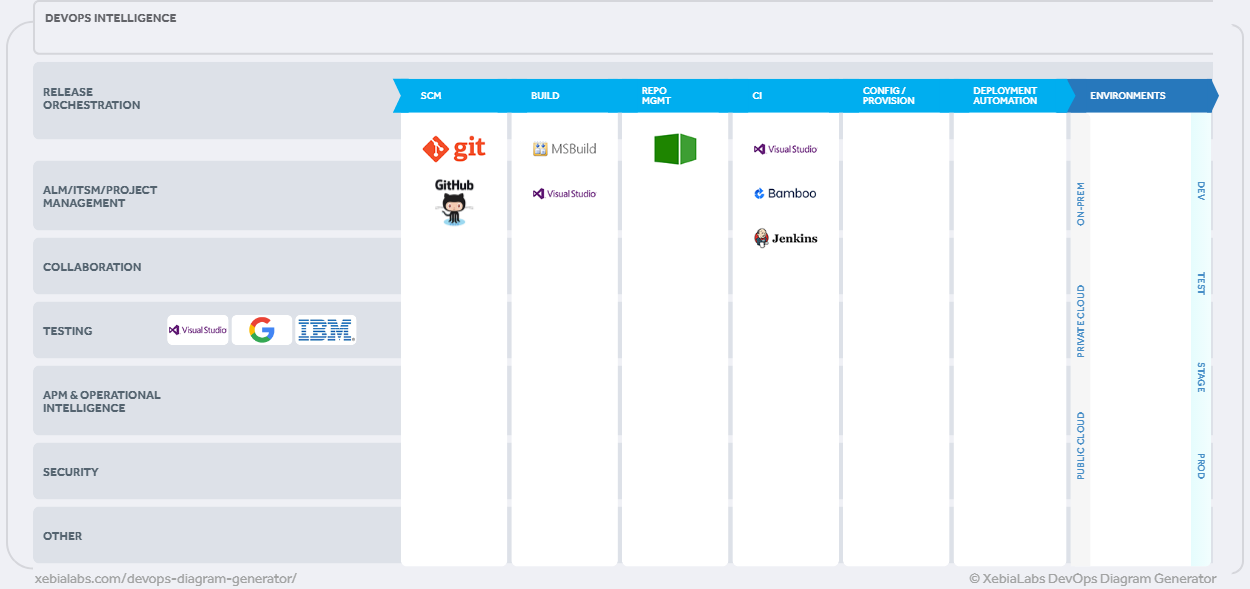 DEVOPS INTELLIGENCE
RELEASE
ORCHESTRATION
SCM
BUILD
REPO
MGMT
CI
CONFIG /
PROVISION
DEPLOYMENT
AUTOMATION
ENVIRONMENTS
git
MSBuild
Visual Studio
GitHub
Visual Studio
Bamboo
Jenkins
ALM/ITSM/PROJECT
MANAGEMENT
COLLABORATION
TESTING
Visual Studio
G
IBM
APM & OPERATIONAL
INTELLIGENCE
SECURITY
OTHER
ON-PREM
PRIVATE CLOUD
PUBLIC CLOUD
DEV
TEST
STAGE
PROD
xebialabs.com/devops-diagram-generator/
© XebiaLabs DevOps Diagram Generator